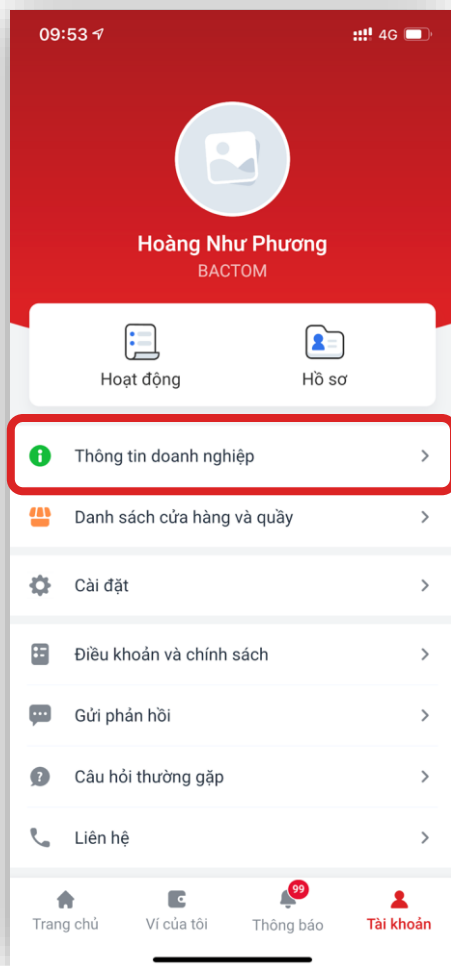 09:53 4G
Hoàng Như Phương
BACTOM
Hoạt động Hồ sơ
Thông tin doanh nghiệp
Danh sách cửa hàng và quầy
Cài đặt
Điều khoản và chính sách
Gửi phản hồi
Câu hỏi thường gặp
Liên hệ
99
Trang chủ Ví của tôi Thông báo Tài khoản